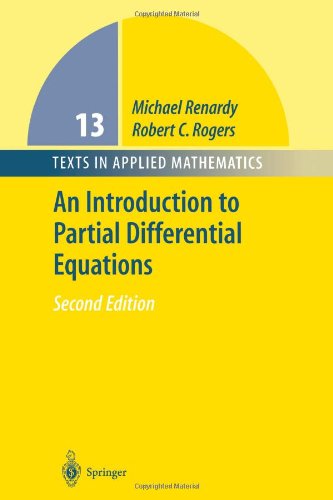 13
Michael Renardy
Robert C. Rogers
TEXTS IN APPLIED MATHEMATICS
An Introduction to
Partial Differential
Equations
Second Edition
Springer